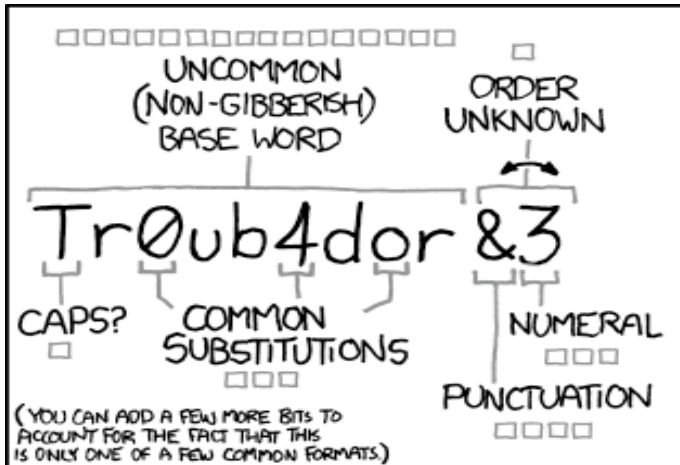 UNCOMMON
(NON-GIBBERISH)
BASE WORD
ORDER
UNKNOWN
Tr0ub4dor &3
CAPS?
COMMON
SUBSTITUTIONS
NUMERAL
PUNCTUATION
(YOU CAN ADD A FEW MORE BITS TO
ACCOUNT FOR THE FACT THAT THIS
IS ONLY ONE OF A FEW COMMON FORMATS.)